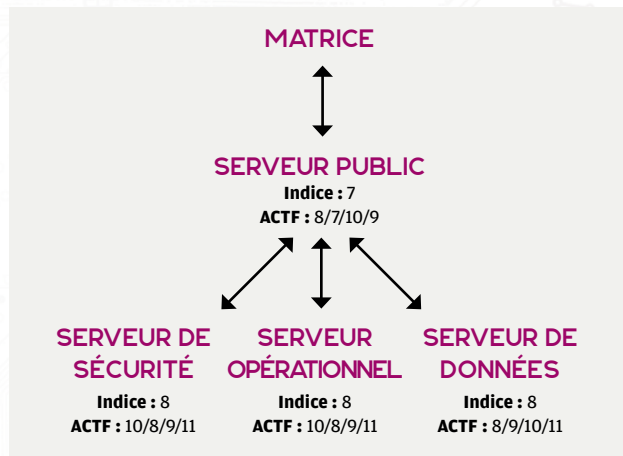 MATRICE
SERVEUR PUBLIC
Indice : 7
ACTF : 8/7/10/9
SERVEUR DE
SÉCURITÉ
Indice : 8
ACTF : 10/8/9/11
SERVEUR
OPÉRATIONNEL
Indice : 8
ACTF : 10/8/9/11
SERVEUR DE
DONNÉES
Indice : 8
ACTF : 8/9/10/11